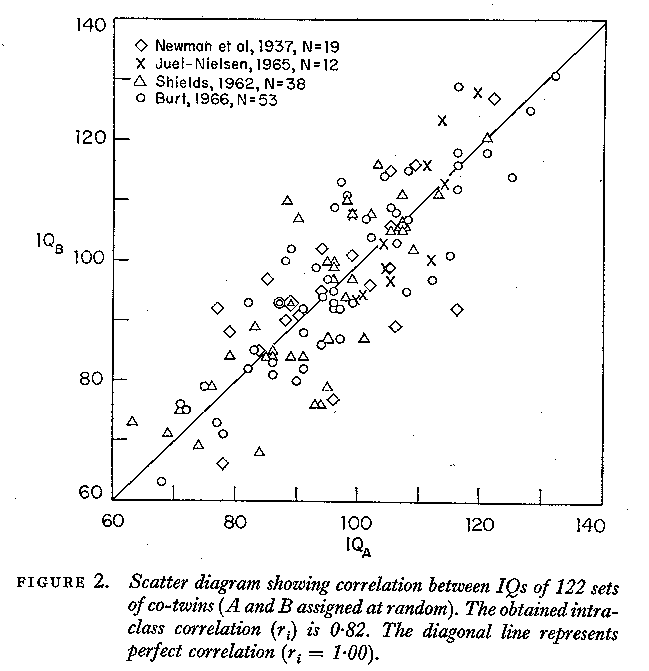 140
120
100
80
60
IQB
◇ Newman et al, 1937, N=19
X Juel-Nielsen, 1965, N=12
△ Shields, 1962, N=38
○ Burt, 1966, N=53
60 80 100 120 140
IQA
FIGURE 2. Scatter diagram showing correlation between IQs of 122 sets
of co-twins (A and B assigned at random). The obtained intra-
class correlation (ri) is 0·82. The diagonal line represents
perfect correlation (ri = 1·00).